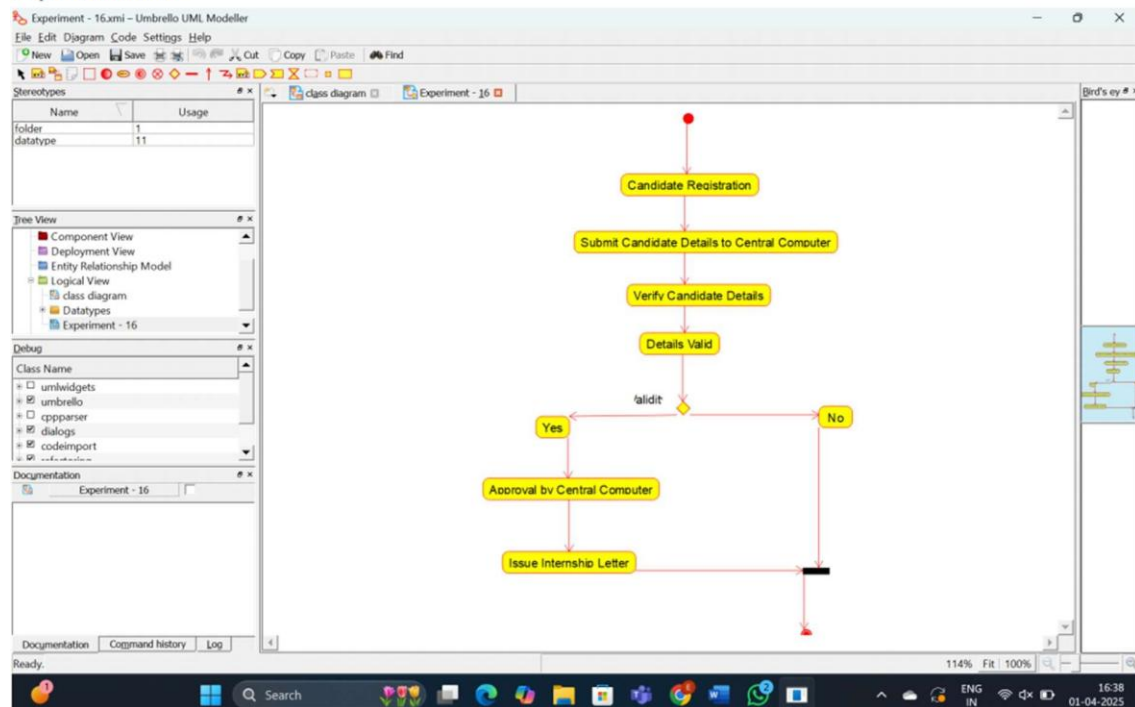 Experiment - 16.xmi – Umbrello UML Modeller
File Edit Diagram Code Settings Help
New Open Save Cut Copy Paste Find
Stereotypes
Name Usage
folder 1
datatype 11
Tree View
Component View
Deployment View
Entity Relationship Model
Logical View
class diagram
Datatypes
Experiment - 16
Debug
Class Name
umlwidgets
umbrello
cppparser
dialogs
codeimport
Documentation
Experiment - 16
Documentation Command history Log
Ready.
class diagram Experiment - 16
Candidate Registration
Submit Candidate Details to Central Computer
Verify Candidate Details
Details Valid
Yes
No
Approval by Central Computer
Issue Internship Letter
Bird's ey
114% Fit 100%
1
Search
2
ENG
IN
16:38
01-04-2025